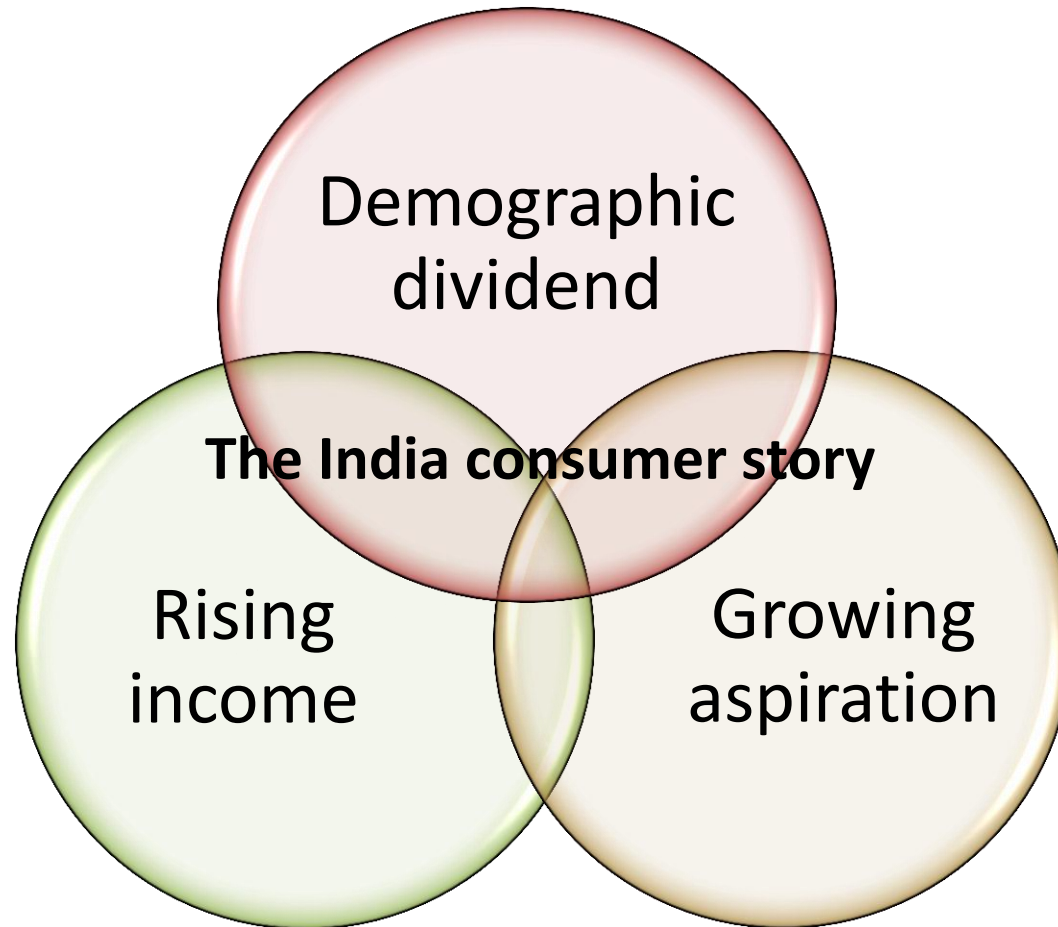 Demographic
dividend
The India consumer story
Rising
income
Growing
aspiration